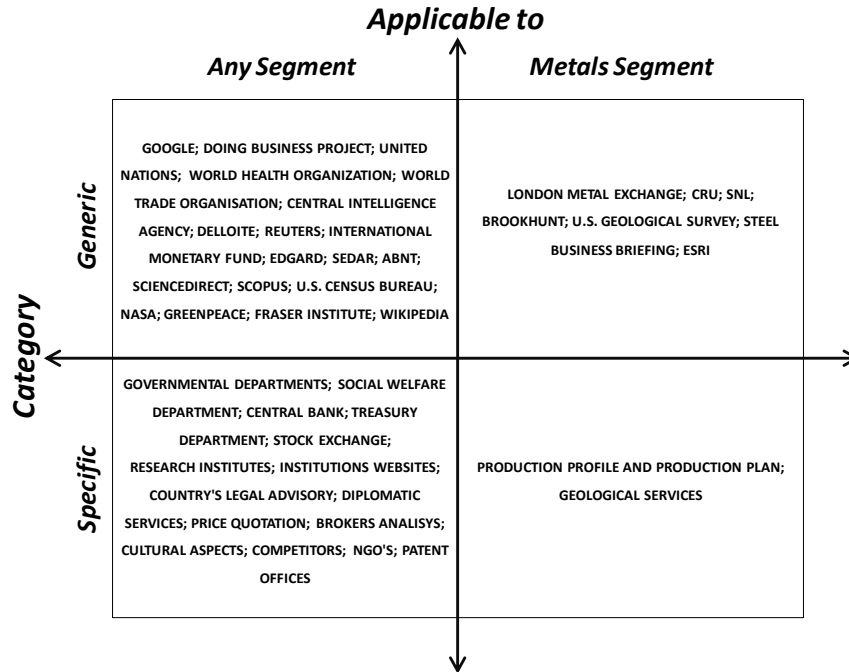 Applicable to
Any Segment
Metals Segment
Category
Generic
GOOGLE; DOING BUSINESS PROJECT; UNITED
NATIONS; WORLD HEALTH ORGANIZATION; WORLD
TRADE ORGANISATION; CENTRAL INTELLIGENCE
AGENCY; DELLOITE; REUTERS; INTERNATIONAL
MONETARY FUND; EDGARD; SEDAR; ABNT;
SCIENCEDIRECT; SCOPUS; U.S. CENSUS BUREAU;
NASA; GREENPEACE; FRASER INSTITUTE; WIKIPEDIA
LONDON METAL EXCHANGE; CRU; SNL;
BROOKHUNT; U.S. GEOLOGICAL SURVEY; STEEL
BUSINESS BRIEFING; ESRI
Specific
GOVERNMENTAL DEPARTMENTS; SOCIAL WELFARE
DEPARTMENT; CENTRAL BANK; TREASURY
DEPARTMENT; STOCK EXCHANGE;
RESEARCH INSTITUTES; INSTITUTIONS WEBSITES;
COUNTRY'S LEGAL ADVISORY; DIPLOMATIC
SERVICES; PRICE QUOTATION; BROKERS ANALISYS;
CULTURAL ASPECTS; COMPETITORS; NGO'S; PATENT
OFFICES
PRODUCTION PROFILE AND PRODUCTION PLAN;
GEOLOGICAL SERVICES